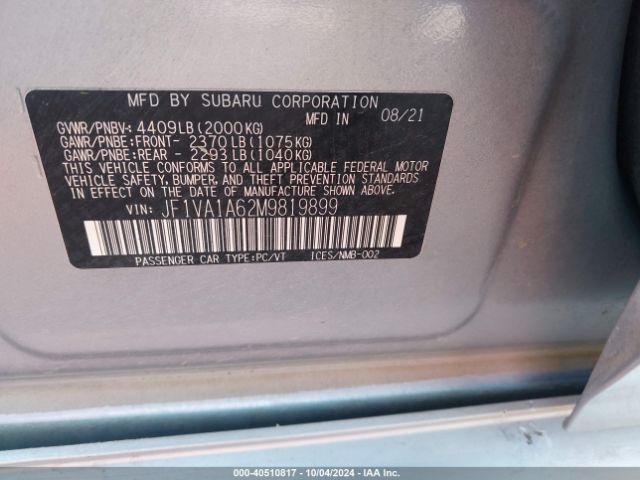 MFD BY SUBARU CORPORATION
MFD IN 08/21
GVWR/PNBV: 4409LB(2000KG)
GAWR/PNBE:FRONT- 2370LB(1075KG)
GAWR/PNBE:REAR - 2293LB(1040KG)
THIS VEHICLE CONFORMS TO ALL APPLICABLE FEDERAL MOTOR
VEHICLE SAFETY, BUMPER, AND THEFT PREVENTION STANDARDS
IN EFFECT ON THE DATE OF MANUFACTURE SHOWN ABOVE.
VIN: JF1VA1A62M9819899
PASSENGER CAR TYPE:PC/VT ICES/NMB-002
000-40510817 - 10/04/2024 - IAA Inc.